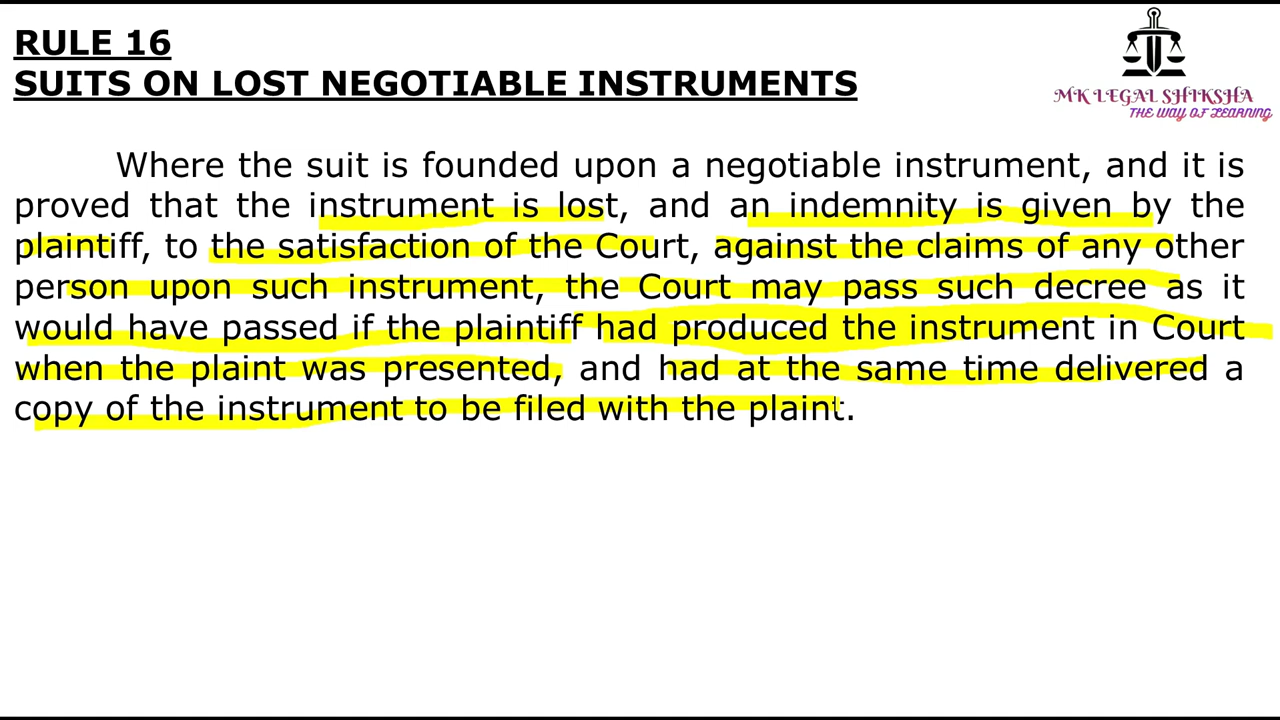 RULE 16
SUITS ON LOST NEGOTIABLE INSTRUMENTS
MK LEGAL SHIKSHA
THE WAY OF LEARNING
Where the suit is founded upon a negotiable instrument, and it is
proved that the instrument is lost, and an indemnity is given by the
plaintiff, to the satisfaction of the Court, against the claims of any other
person upon such instrument, the Court may pass such decree as it
would have passed if the plaintiff had produced the instrument in Court
when the plaint was presented, and had at the same time delivered a
copy of the instrument to be filed with the plaint.